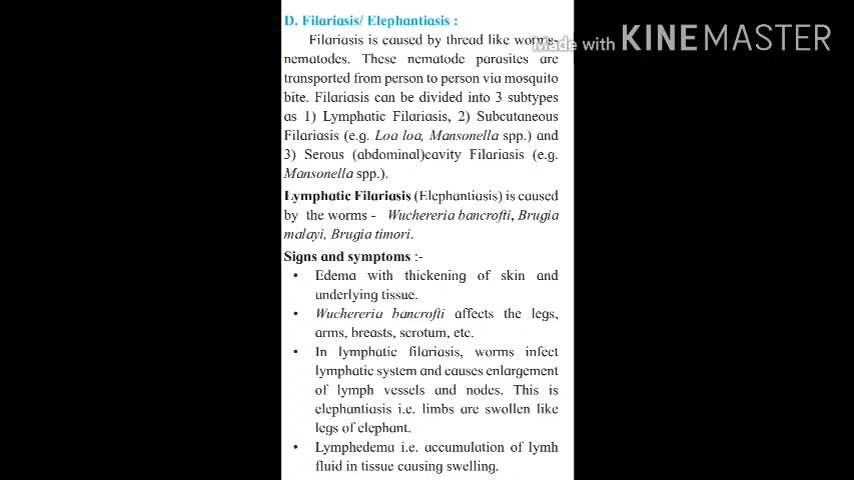 D. Filariasis/ Elephantiasis :
Filariasis is caused by thread like worms-
Made with KINEMASTER
nematodes. These nematode parasites are
transported from person to person via mosquito
bite. Filariasis can be divided into 3 subtypes
as 1) Lymphatic Filariasis, 2) Subcutaneous
Filariasis (e.g. Loa loa, Mansonella spp.) and
3) Serous (abdominal)cavity Filariasis (e.g.
Mansonella spp.).
Lymphatic Filariasis (Elephantiasis) is caused
by the worms - Wuchereria bancrofti, Brugia
malayi, Brugia timori.
Signs and symptoms :-
• Edema with thickening of skin and
underlying tissue.
• Wuchereria bancrofti affects the legs,
arms, breasts, scrotum, etc.
• In lymphatic filariasis, worms infect
lymphatic system and causes enlargement
of lymph vessels and nodes. This is
elephantiasis i.e. limbs are swollen like
legs of elephant.
• Lymphedema i.e. accumulation of lymh
fluid in tissue causing swelling.